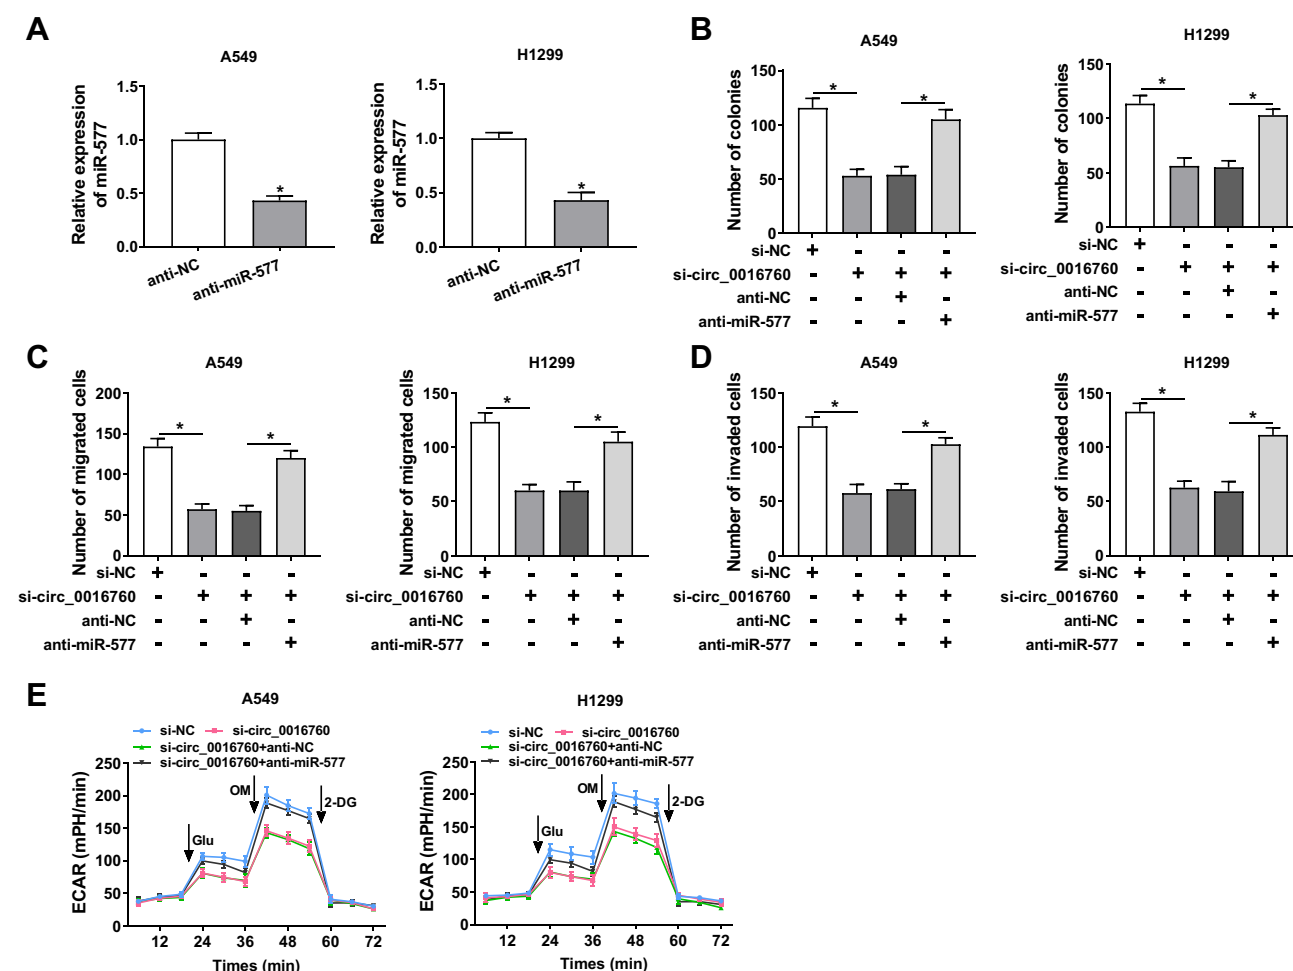 A
A549
Relative expression
of miR-577
1.5
1.0
0.5
0.0
anti-NC
anti-miR-577
*
H1299
Relative expression
of miR-577
1.5
1.0
0.5
0.0
anti-NC
anti-miR-577
*
B
A549
Number of colonies
150
100
50
0
* *
si-NC + - - -
si-circ_0016760 - + + +
anti-NC - - + -
anti-miR-577 - - - +
H1299
Number of colonies
150
100
50
0
* *
si-NC + - - -
si-circ_0016760 - + + +
anti-NC - - + -
anti-miR-577 - - - +
C
A549
Number of migrated cells
200
150
100
50
0
* *
si-NC + - - -
si-circ_0016760 - + + +
anti-NC - - + -
anti-miR-577 - - - +
H1299
Number of migrated cells
150
100
50
0
* *
si-NC + - - -
si-circ_0016760 - + + +
anti-NC - - + -
anti-miR-577 - - - +
D
A549
Number of invaded cells
150
100
50
0
* *
si-NC + - - -
si-circ_0016760 - + + +
anti-NC - - + -
anti-miR-577 - - - +
H1299
Number of invaded cells
150
100
50
0
* *
si-NC + - - -
si-circ_0016760 - + + +
anti-NC - - + -
anti-miR-577 - - - +
E
A549
si-NC si-circ_0016760
si-circ_0016760+anti-NC
si-circ_0016760+anti-miR-577
ECAR (mPH/min)
250
200
150
100
50
0
Glu
OM
2-DG
12 24 36 48 60 72
Times (min)
H1299
si-NC si-circ_0016760
si-circ_0016760+anti-NC
si-circ_0016760+anti-miR-577
ECAR (mPH/min)
250
200
150
100
50
0
Glu
OM
2-DG
12 24 36 48 60 72
Times (min)